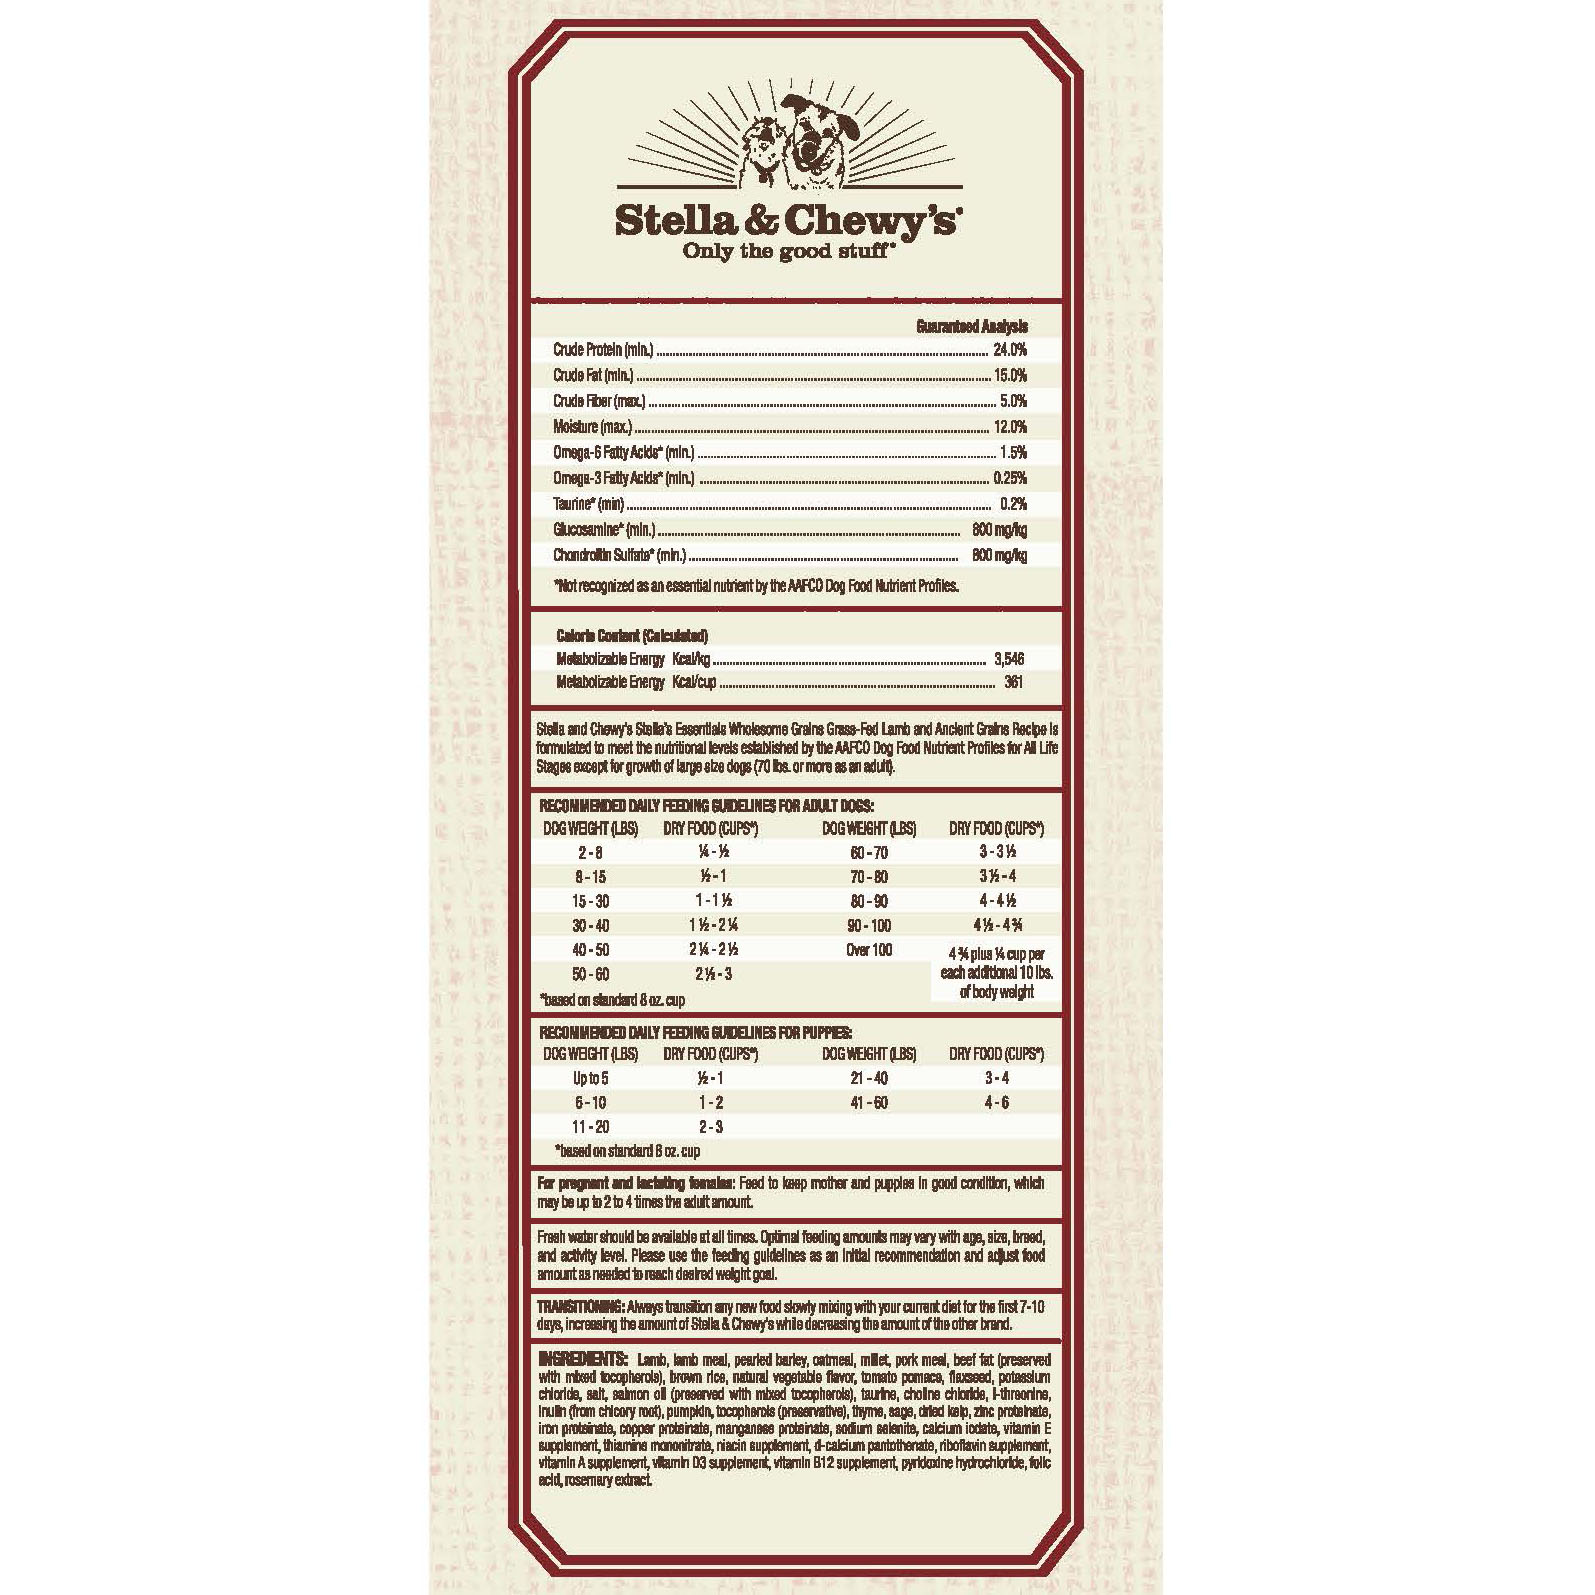 Stella & Chewy's®
Only the good stuff®
Guaranteed Analysis
Crude Protein (min.) 24.0%
Crude Fat (min.) 15.0%
Crude Fiber (max.) 5.0%
Moisture (max.) 12.0%
Omega-6 Fatty Acids* (min.) 1.5%
Omega-3 Fatty Acids* (min.) 0.25%
Taurine* (min) 0.2%
Glucosamine* (min.) 800 mg/kg
Chondroitin Sulfate* (min.) 800 mg/kg
*Not recognized as an essential nutrient by the AAFCO Dog Food Nutrient Profiles.
Calorie Content (Calculated)
Metabolizable Energy Kcal/kg 3,546
Metabolizable Energy Kcal/cup 361
Stella and Chewy's Stella's Essentials Wholesome Grains Grass-Fed Lamb and Ancient Grains Recipe is
formulated to meet the nutritional levels established by the AAFCO Dog Food Nutrient Profiles for All Life
Stages except for growth of large size dogs (70 lbs. or more as an adult).
RECOMMENDED DAILY FEEDING GUIDELINES FOR ADULT DOGS:
DOG WEIGHT (LBS) DRY FOOD (CUPS*) DOG WEIGHT (LBS) DRY FOOD (CUPS*)
2 - 8 ¼ - ½ 60 - 70 3 - 3 ½
8 - 15 ½ - 1 70 - 80 3 ½ - 4
15 - 30 1 - 1 ½ 80 - 90 4 - 4 ½
30 - 40 1 ½ - 2 ¼ 90 - 100 4 ½ - 4 ¾
40 - 50 2 ¼ - 2 ½ Over 100 4 ¾ plus ¼ cup per
50 - 60 2 ½ - 3 each additional 10 lbs.
of body weight
*based on standard 8 oz. cup
RECOMMENDED DAILY FEEDING GUIDELINES FOR PUPPIES:
DOG WEIGHT (LBS) DRY FOOD (CUPS*) DOG WEIGHT (LBS) DRY FOOD (CUPS*)
Up to 5 ½ - 1 21 - 40 3 - 4
6 - 10 1 - 2 41 - 60 4 - 6
11 - 20 2 - 3
*based on standard 8 oz. cup
For pregnant and lactating females: Feed to keep mother and puppies in good condition, which
may be up to 2 to 4 times the adult amount.
Fresh water should be available at all times. Optimal feeding amounts may vary with age, size, breed,
and activity level. Please use the feeding guidelines as an initial recommendation and adjust food
amount as needed to reach desired weight goal.
TRANSITIONING: Always transition any new food slowly mixing with your current diet for the first 7-10
days, increasing the amount of Stella & Chewy's while decreasing the amount of the other brand.
INGREDIENTS: Lamb, lamb meal, pearled barley, oatmeal, millet, pork meal, beef fat (preserved
with mixed tocopherols), brown rice, natural vegetable flavor, tomato pomace, flaxseed, potassium
chloride, salt, salmon oil (preserved with mixed tocopherols), taurine, choline chloride, l-threonine,
inulin (from chicory root), pumpkin, tocopherols (preservative), thyme, sage, dried kelp, zinc proteinate,
iron proteinate, copper proteinate, manganese proteinate, sodium selenite, calcium iodate, vitamin E
supplement, thiamine mononitrate, niacin supplement, d-calcium pantothenate, riboflavin supplement,
vitamin A supplement, vitamin D3 supplement, vitamin B12 supplement, pyridoxine hydrochloride, folic
acid, rosemary extract.